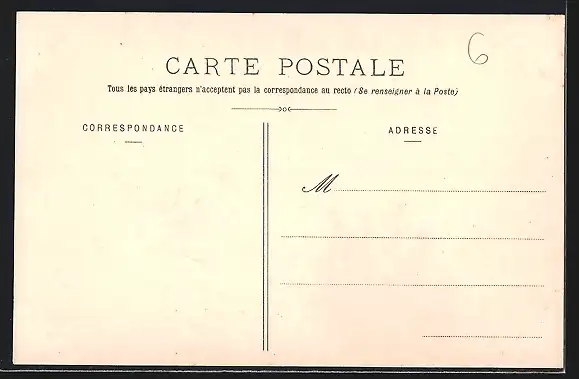 6
CARTE POSTALE
Tous les pays étrangers n'acceptent pas la correspondance au recto (Se renseigner à la Poste)
CORRESPONDANCE
ADRESSE
M